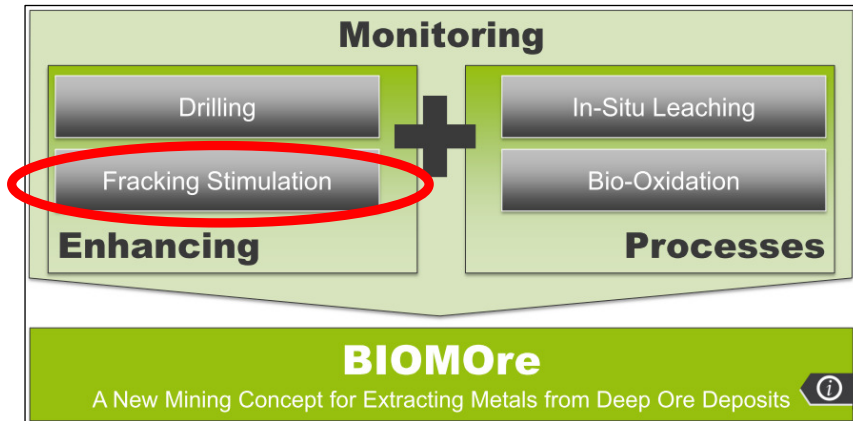 Monitoring
Drilling
Fracking Stimulation
Enhancing
In-Situ Leaching
Bio-Oxidation
Processes
BIOMOre
A New Mining Concept for Extracting Metals from Deep Ore Deposits
i